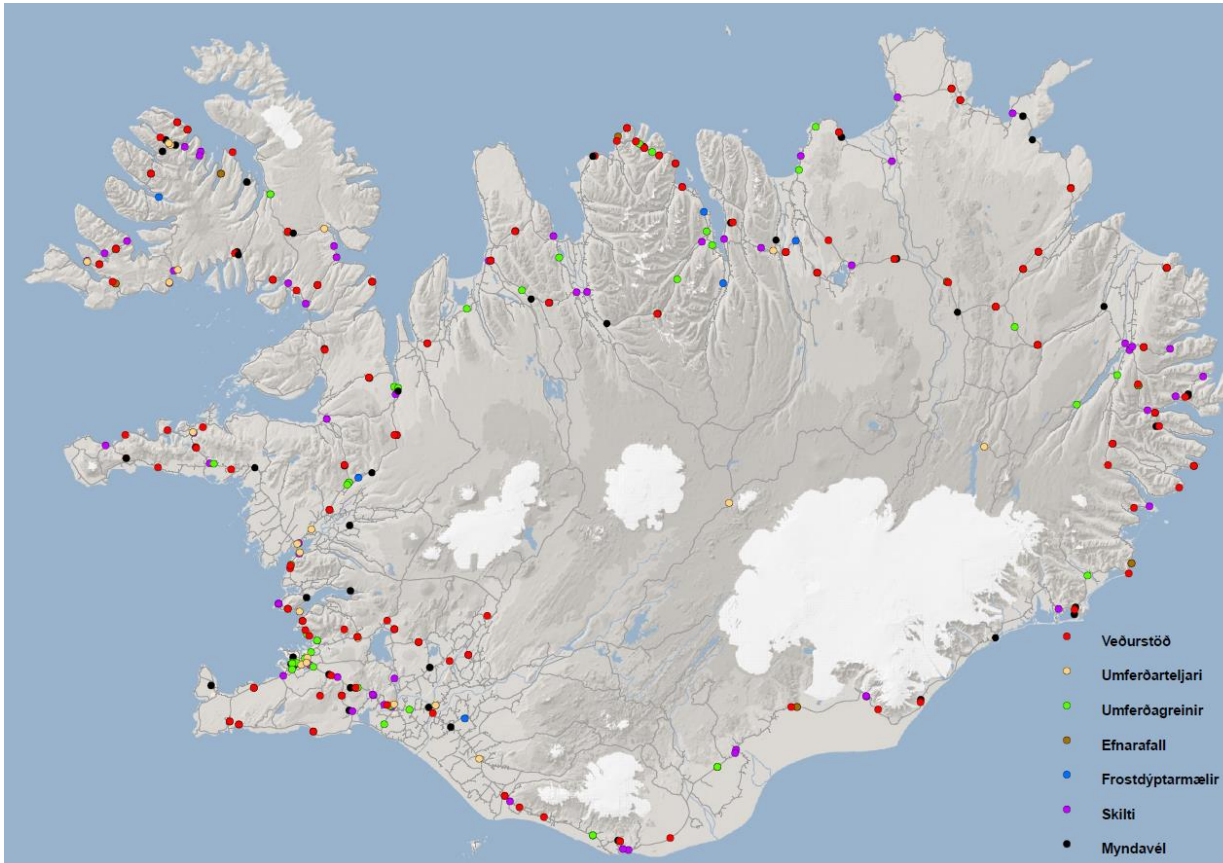 Veðurstöð
Umferðarteljari
Umferðagreinir
Efnarafall
Frostdýptarmælir
Skilti
Myndavél